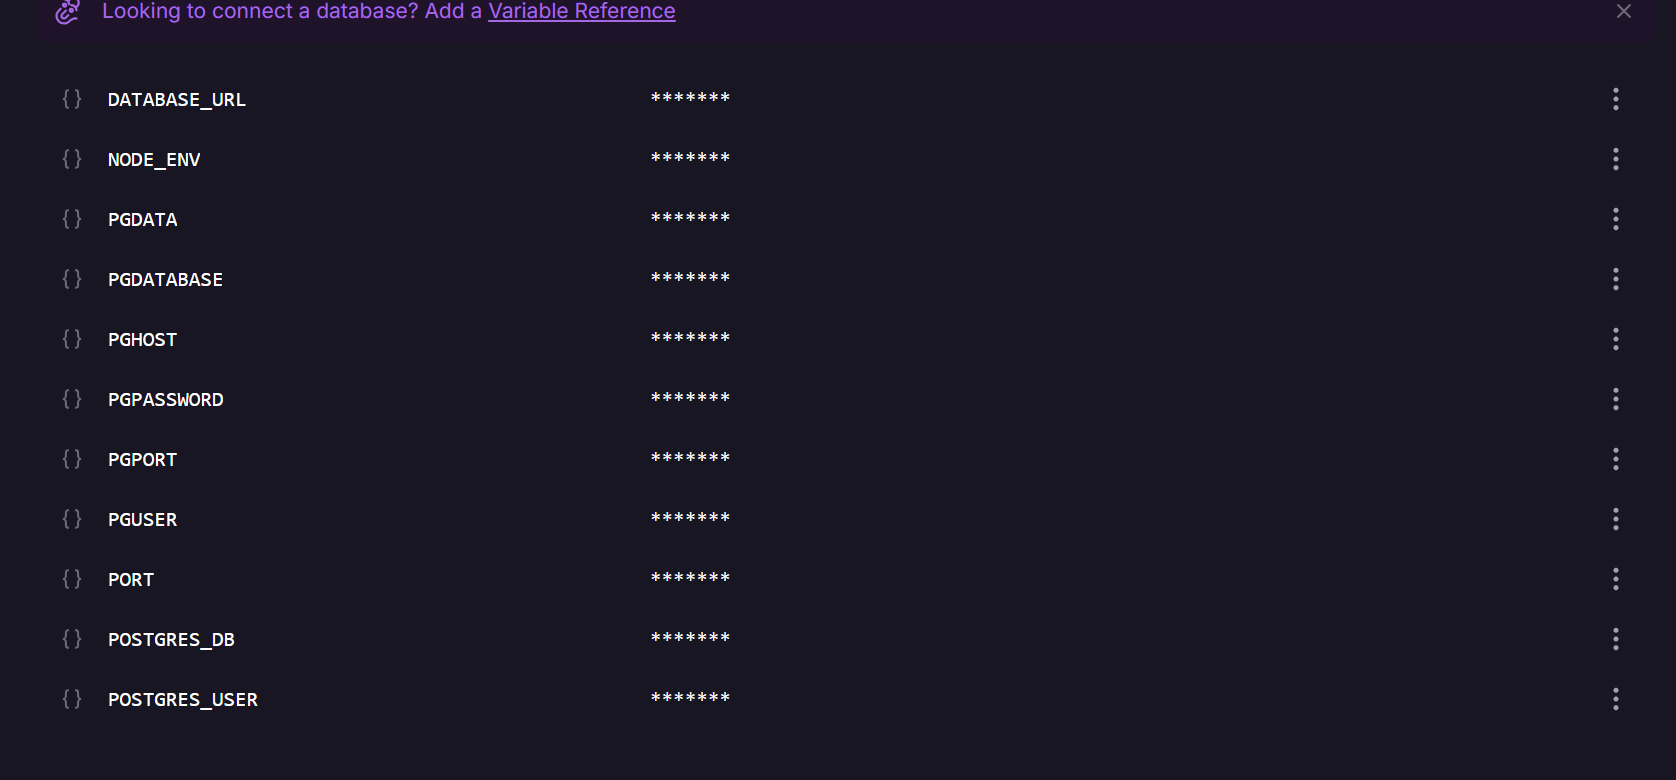 Looking to connect a database? Add a Variable Reference
{} DATABASE_URL *******
{} NODE_ENV *******
{} PGDATA *******
{} PGDATABASE *******
{} PGHOST *******
{} PGPASSWORD *******
{} PGPORT *******
{} PGUSER *******
{} PORT *******
{} POSTGRES_DB *******
{} POSTGRES_USER *******